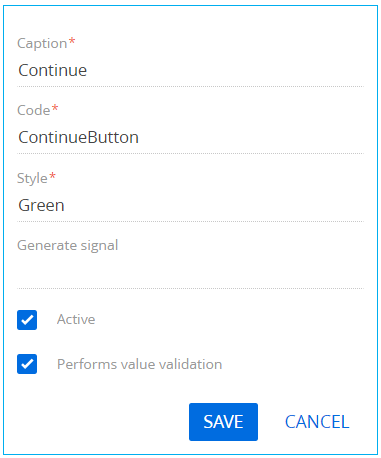 Caption*
Continue
Code*
ContinueButton
Style*
Green
Generate signal
Active
Performs value validation
SAVE CANCEL